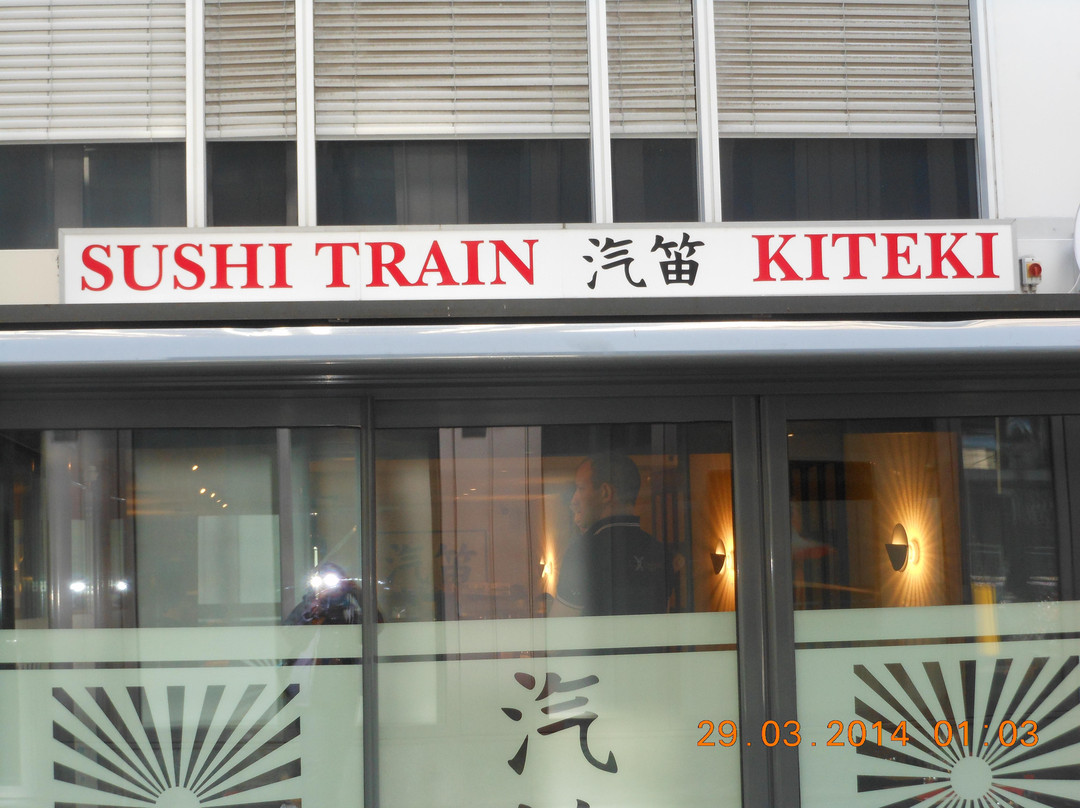 SUSHI TRAIN 汽笛 KITEKI
汽
29.03.2014 01:03